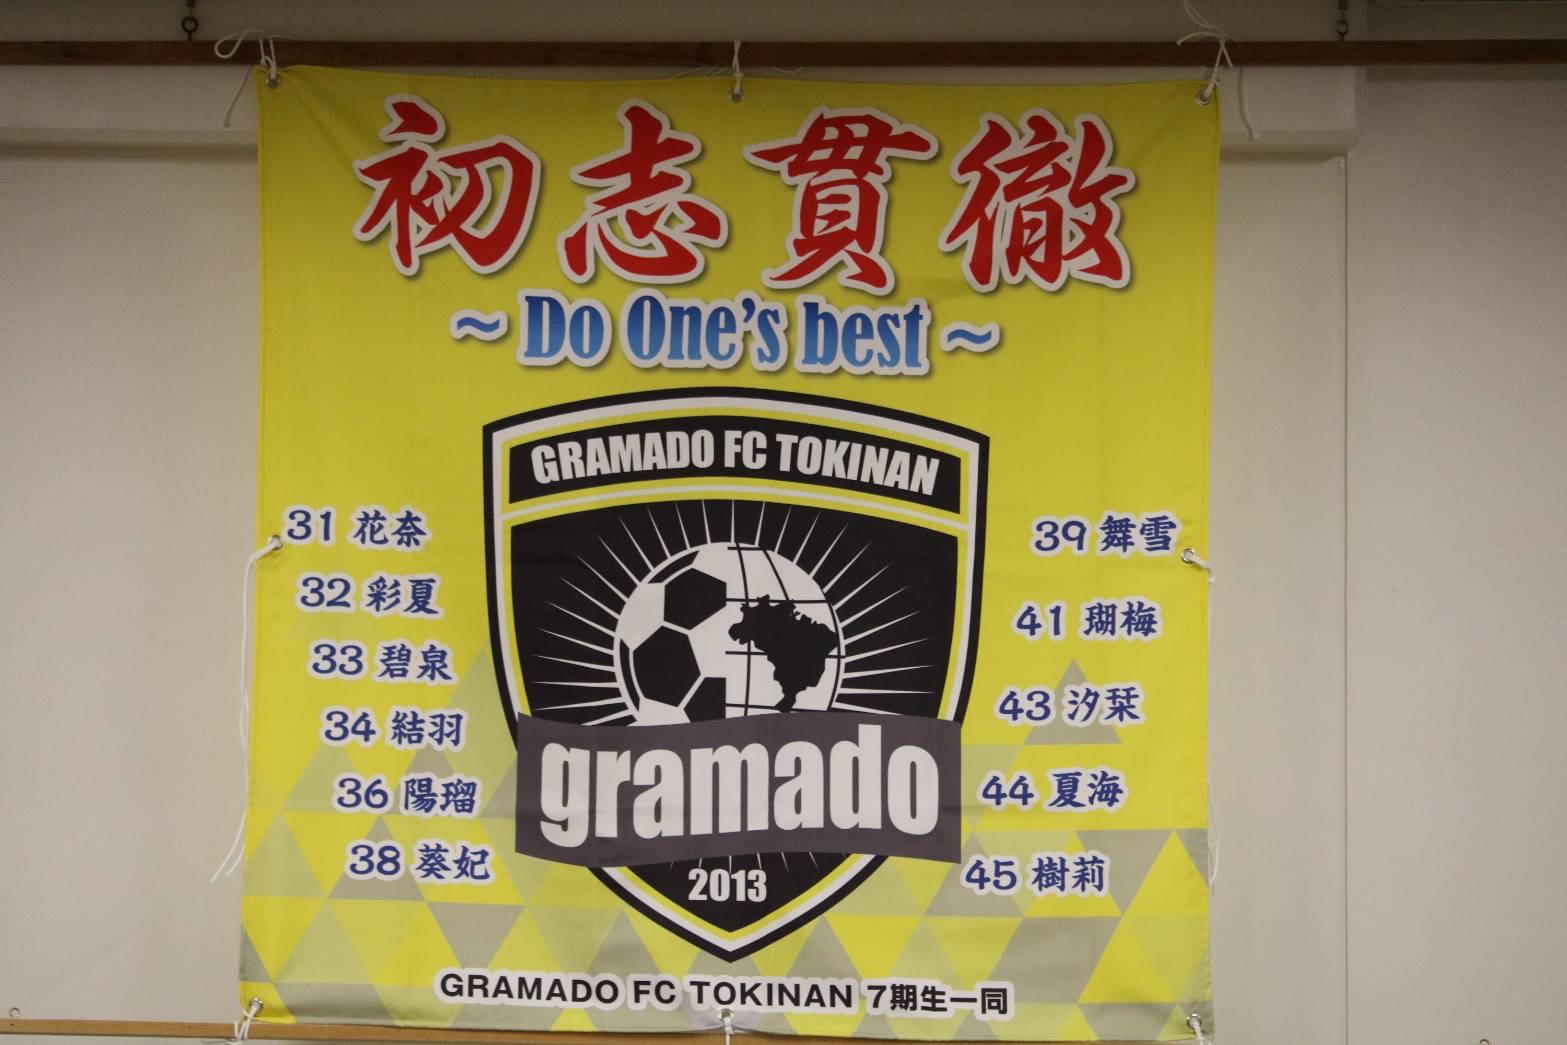 初志貫徹
~ Do One's best ~
GRAMADO FC TOKINAN
31 花奈
32 彩夏
33 碧泉
34 結羽
36 陽瑠
38 葵妃
39 舞雪
41 瑚梅
43 汐栞
44 夏海
45 樹莉
gramado
2013
GRAMADO FC TOKINAN 7期生一同